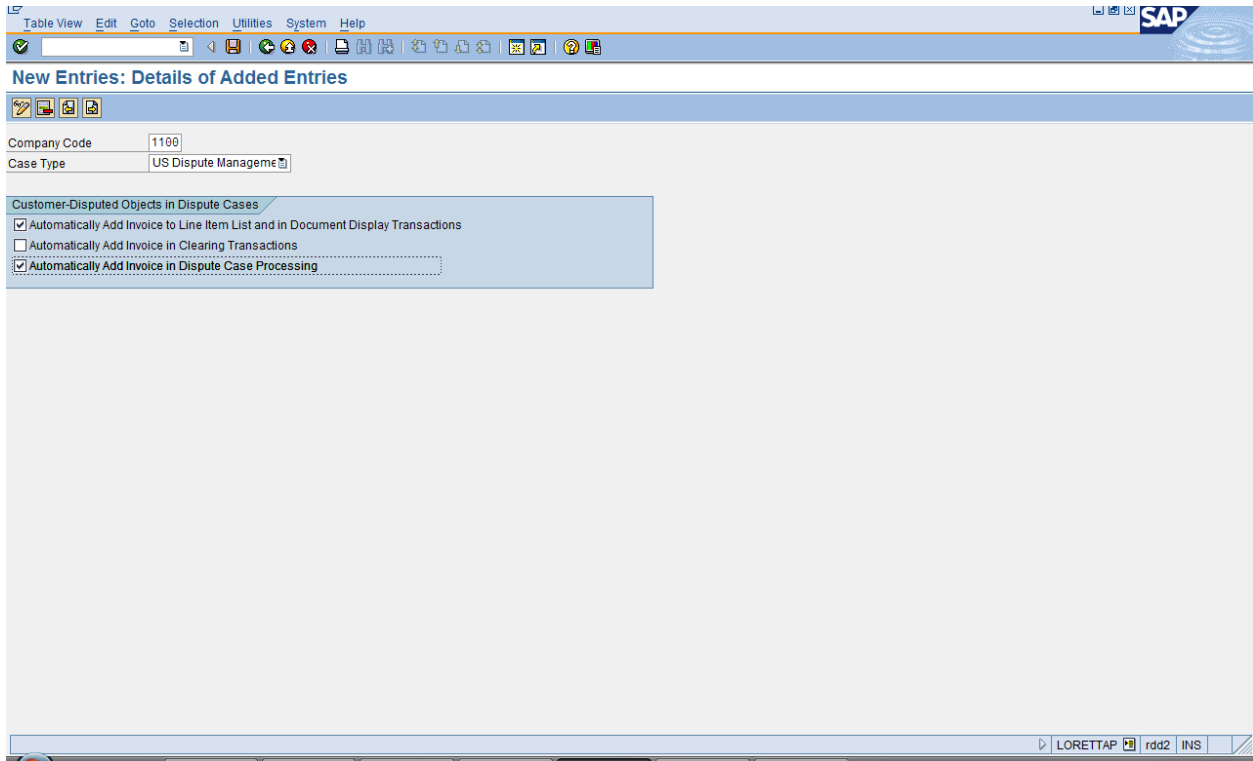 Table View Edit Goto Selection Utilities System Help
SAP
New Entries: Details of Added Entries
Company Code 1100
Case Type US Dispute Manageme
Customer-Disputed Objects in Dispute Cases
Automatically Add Invoice to Line Item List and in Document Display Transactions
Automatically Add Invoice in Clearing Transactions
Automatically Add Invoice in Dispute Case Processing
LORETTAP rdd2 INS